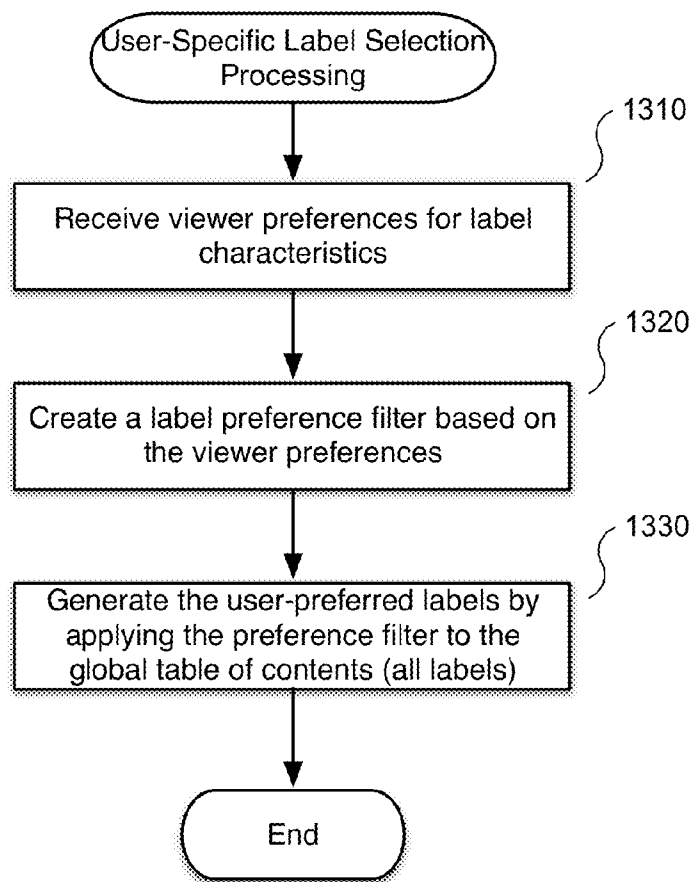 User-Specific Label Selection
Processing
1310
Receive viewer preferences for label
characteristics
1320
Create a label preference filter based on
the viewer preferences
1330
Generate the user-preferred labels by
applying the preference filter to the
global table of contents (all labels)
End